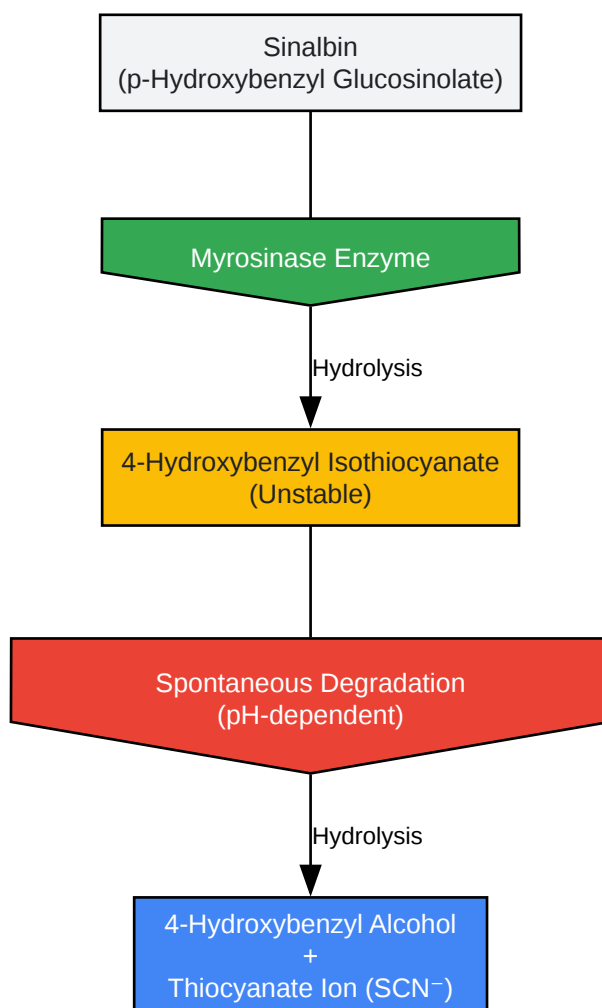 Sinalbin
(p-Hydroxybenzyl Glucosinolate)
Myrosinase Enzyme
Hydrolysis
4-Hydroxybenzyl Isothiocyanate
(Unstable)
Spontaneous Degradation
(pH-dependent)
Hydrolysis
4-Hydroxybenzyl Alcohol
+
Thiocyanate Ion (SCN⁻)